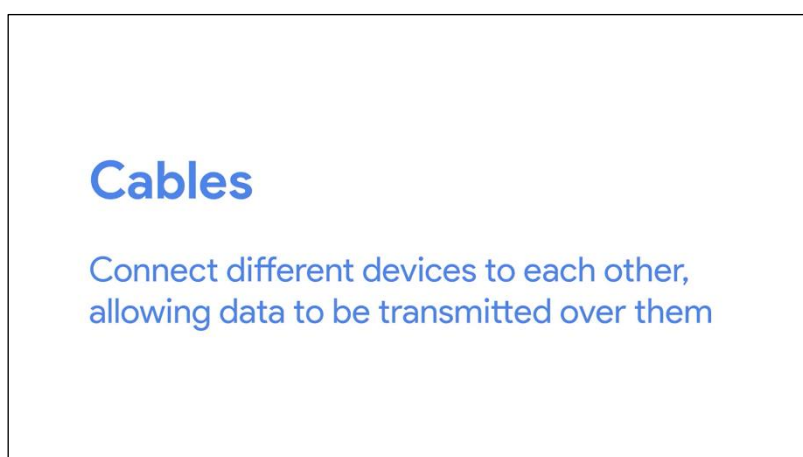 Cables
Connect different devices to each other,
allowing data to be transmitted over them